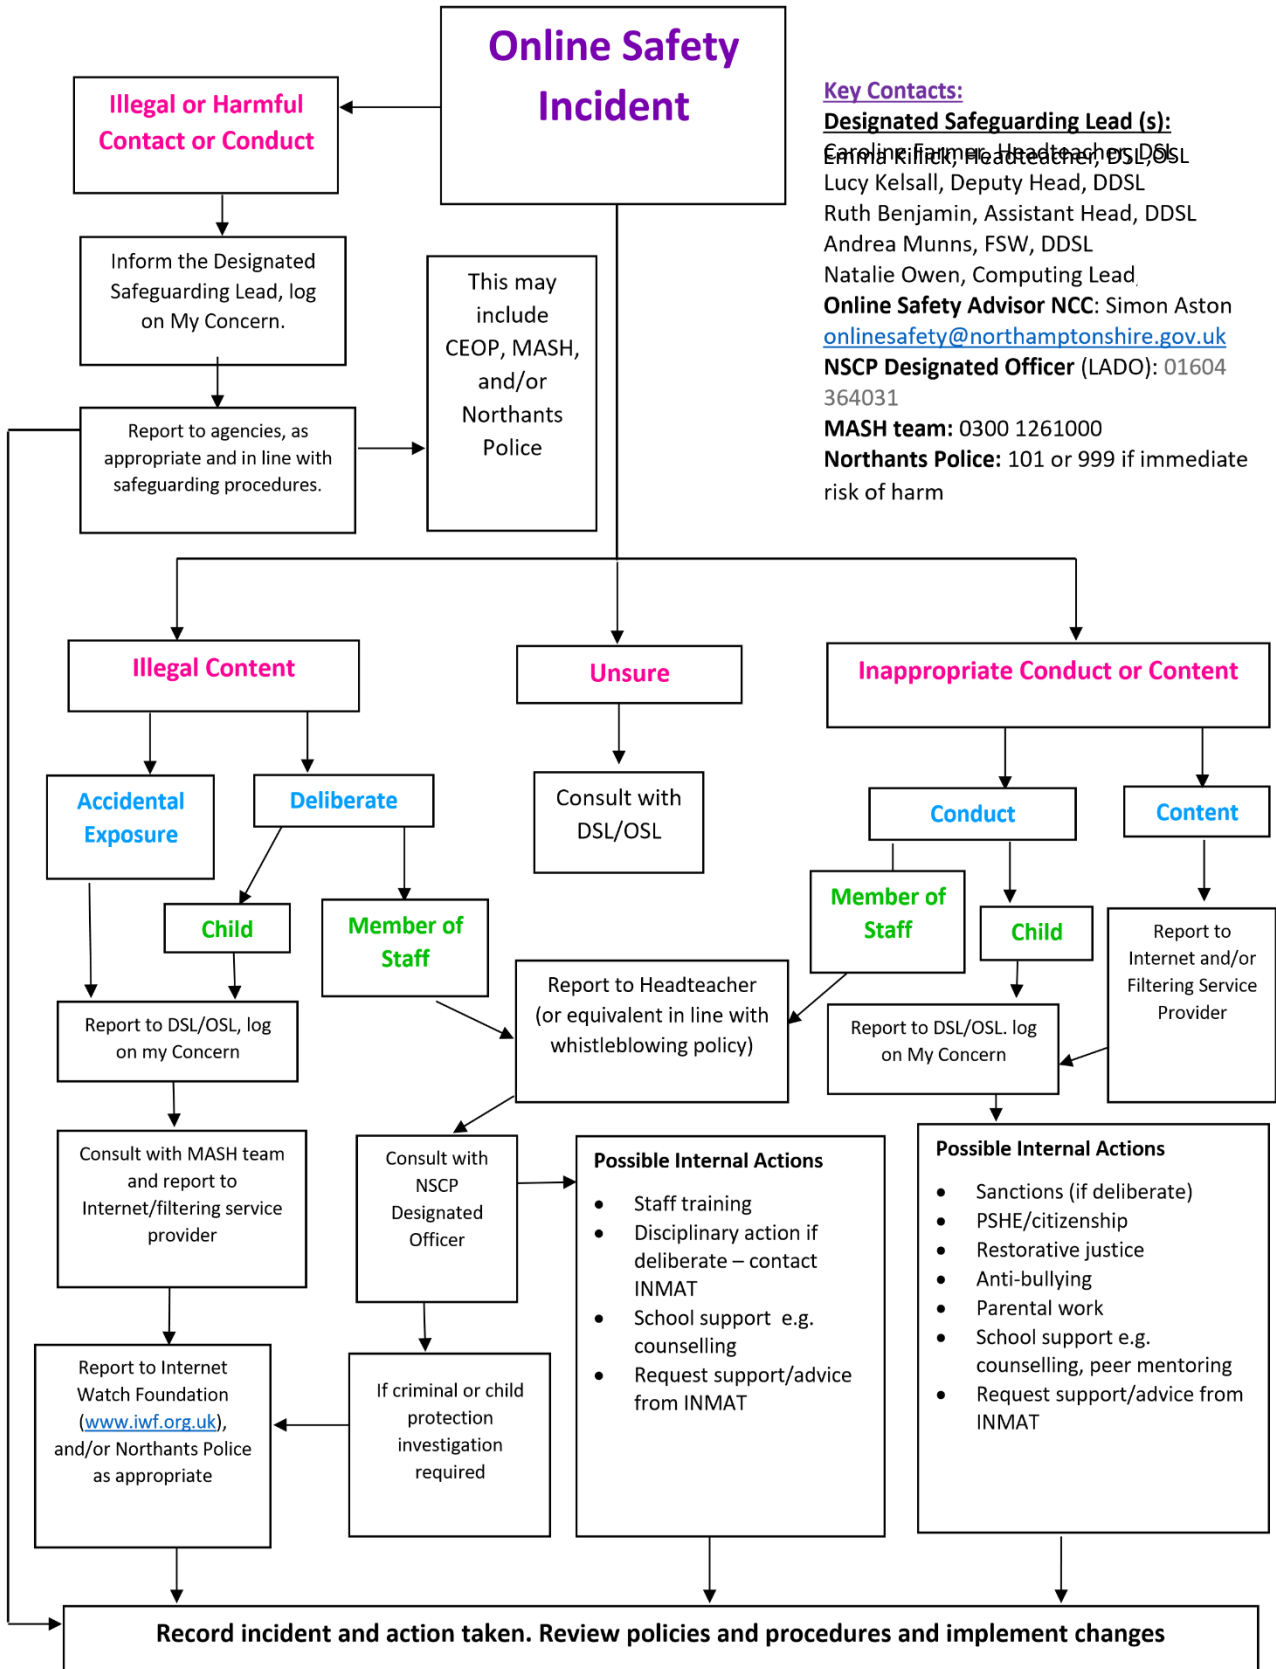 Online Safety
Incident
Illegal or Harmful
Contact or Conduct
Key Contacts:
Designated Safeguarding Lead (s):
Caroline Farmer, Headteacher, DSL
Emma Killick, Headteacher, DSL,OSL
Lucy Kelsall, Deputy Head, DDSL
Ruth Benjamin, Assistant Head, DDSL
Andrea Munns, FSW, DDSL
Natalie Owen, Computing Lead,
Online Safety Advisor NCC: Simon Aston
onlinesafety@northamptonshire.gov.uk
NSCP Designated Officer (LADO): 01604
364031
MASH team: 0300 1261000
Northants Police: 101 or 999 if immediate
risk of harm
Inform the Designated
Safeguarding Lead, log
on My Concern.
This may
include
CEOP, MASH,
and/or
Northants
Police
Report to agencies, as
appropriate and in line with
safeguarding procedures.
Illegal Content
Unsure
Inappropriate Conduct or Content
Accidental
Exposure
Deliberate
Consult with
DSL/OSL
Conduct
Content
Child
Member of
Staff
Member of
Staff
Child
Report to
Internet and/or
Filtering Service
Provider
Report to DSL/OSL, log
on my Concern
Report to Headteacher
(or equivalent in line with
whistleblowing policy)
Report to DSL/OSL. log
on My Concern
Consult with MASH team
and report to
Internet/filtering service
provider
Consult with
NSCP
Designated
Officer
Possible Internal Actions
• Staff training
• Disciplinary action if
deliberate – contact
INMAT
• School support e.g.
counselling
• Request support/advice
from INMAT
Possible Internal Actions
• Sanctions (if deliberate)
• PSHE/citizenship
• Restorative justice
• Anti-bullying
• Parental work
• School support e.g.
counselling, peer mentoring
• Request support/advice from
INMAT
Report to Internet
Watch Foundation
(www.iwf.org.uk),
and/or Northants Police
as appropriate
If criminal or child
protection
investigation
required
Record incident and action taken. Review policies and procedures and implement changes